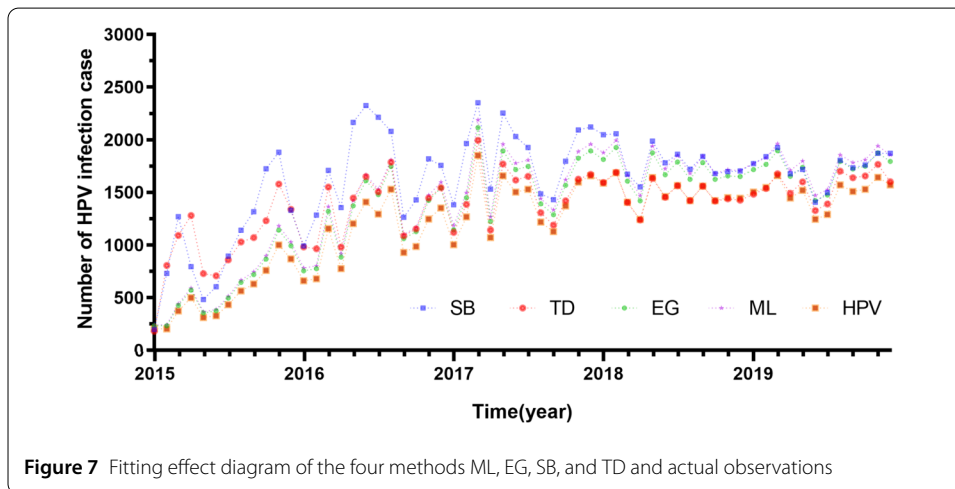 3000
2500
2000
1500
1000
500
0
Number of HPV infection case
SB TD EG ML HPV
2015 2016 2017 2018 2019
Time(year)
Figure 7 Fitting effect diagram of the four methods ML, EG, SB, and TD and actual observations